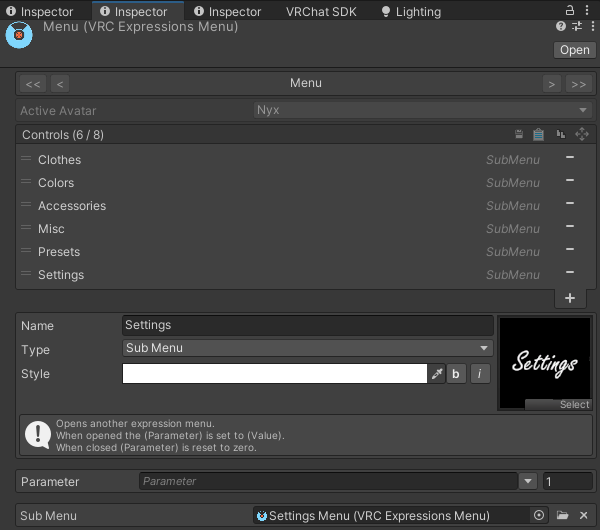 Inspector Inspector Inspector VRChat SDK Lighting
Menu (VRC Expressions Menu)
Open
<< < Menu > >>
Active Avatar Nyx
Controls (6 / 8)
Clothes SubMenu
Colors SubMenu
Accessories SubMenu
Misc SubMenu
Presets SubMenu
Settings SubMenu
Name Settings
Type Sub Menu
Style b i
Settings
Select
Opens another expression menu.
When opened the (Parameter) is set to (Value).
When closed (Parameter) is reset to zero.
Parameter Parameter 1
Sub Menu Settings Menu (VRC Expressions Menu)